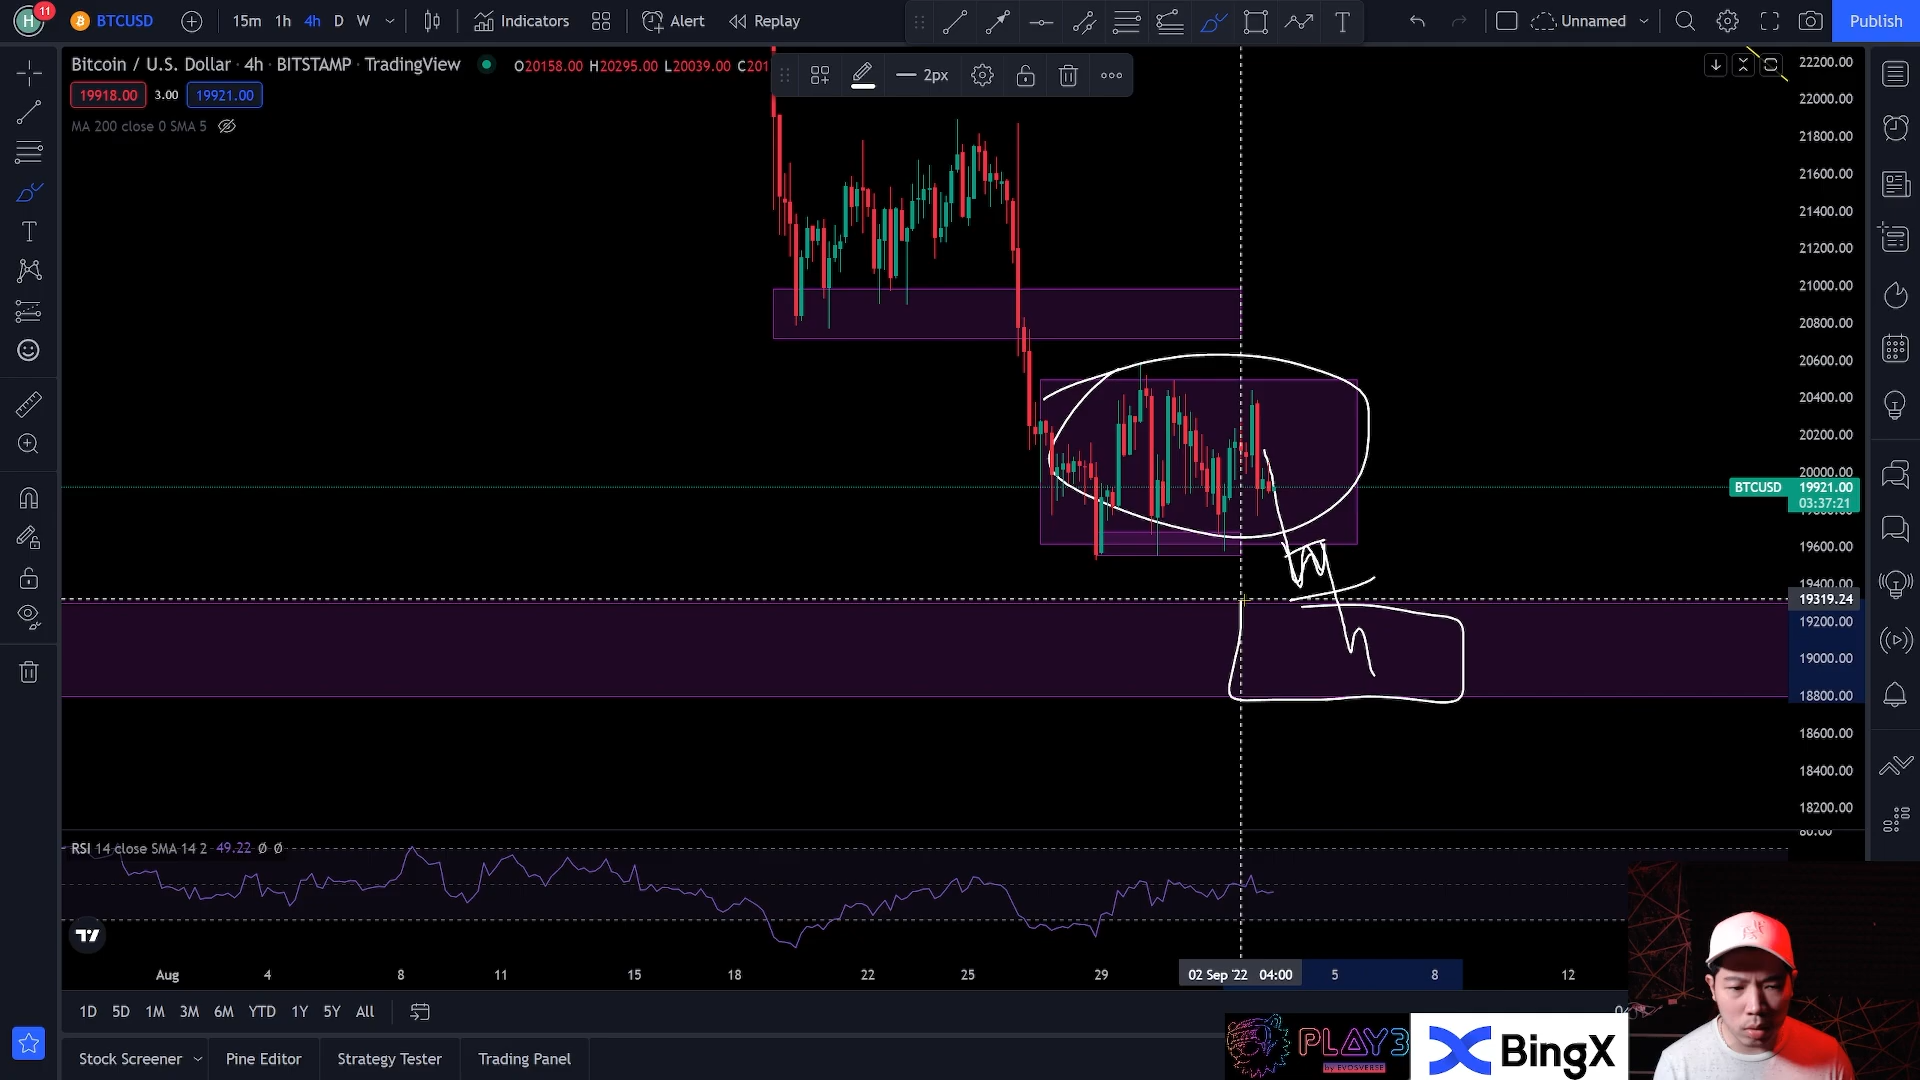 H 11 BTCUSD 15m 1h 4h D W Indicators Alert Replay T Unnamed Publish
Bitcoin / U.S. Dollar · 4h · BITSTAMP · TradingView O20158.00 H20295.00 L20039.00 C201
2px
19918.00 3.00 19921.00
MA 200 close 0 SMA 5
22200.00
22000.00
21800.00
21600.00
21400.00
21200.00
21000.00
20800.00
20600.00
20400.00
20200.00
20000.00
BTCUSD 19921.00
03:37:21
19600.00
19400.00
19319.24
19200.00
19000.00
18800.00
18600.00
18400.00
18200.00
80.00
RSI 14 close SMA 14 2 49.22 Ø Ø
Aug 4 8 11 15 18 22 25 29 02 Sep '22 04:00 5 8 12
1D 5D 1M 3M 6M YTD 1Y 5Y All
Stock Screener Pine Editor Strategy Tester Trading Panel
PLAY3
by EVOSVERSE
BingX